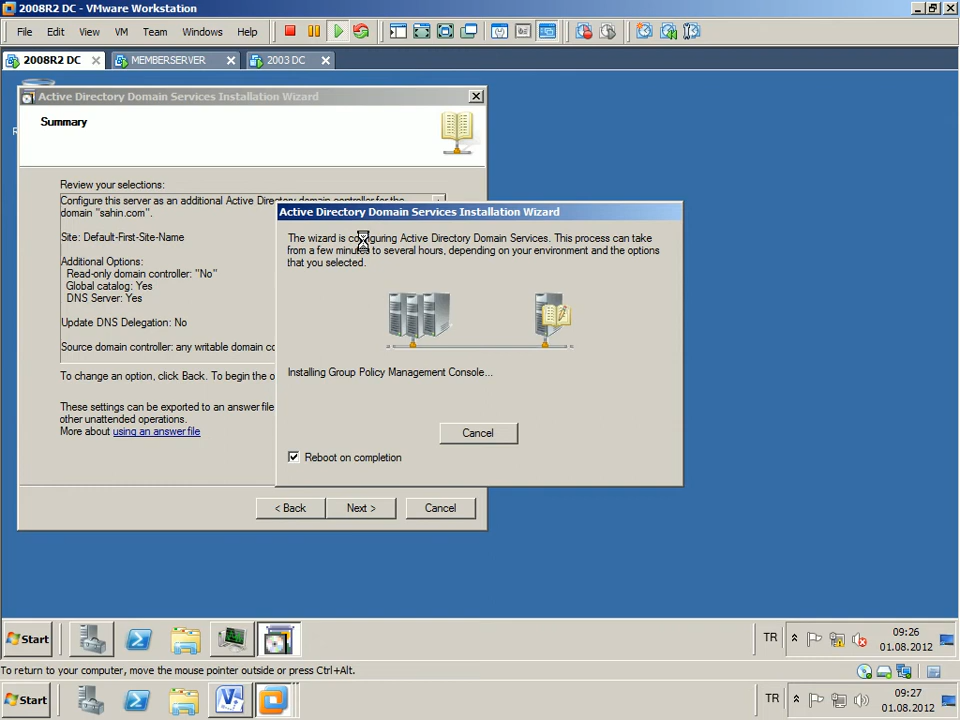 2008R2 DC - VMware Workstation
File Edit View VM Team Windows Help
2008R2 DC MEMBERSERVER 2003 DC
Active Directory Domain Services Installation Wizard
Summary
Review your selections:
Configure this server as an additional Active Directory domain controller for the
domain "sahin.com".
Site: Default-First-Site-Name
Additional Options:
Read-only domain controller: "No"
Global catalog: Yes
DNS Server: Yes
Update DNS Delegation: No
Source domain controller: any writable domain co
To change an option, click Back. To begin the o
These settings can be exported to an answer file
other unattended operations.
More about using an answer file
< Back Next > Cancel
Active Directory Domain Services Installation Wizard
The wizard is configuring Active Directory Domain Services. This process can take
from a few minutes to several hours, depending on your environment and the options
that you selected.
Installing Group Policy Management Console...
Cancel
Reboot on completion
Start TR 09:26
01.08.2012
To return to your computer, move the mouse pointer outside or press Ctrl+Alt.
Start TR 09:27
01.08.2012